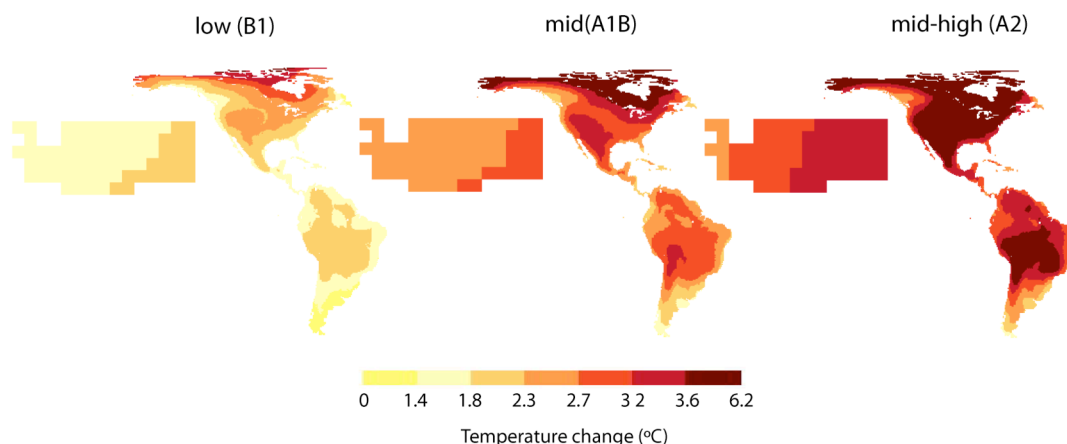 low (B1) mid(A1B) mid-high (A2)
0 1.4 1.8 2.3 2.7 3 2 3.6 6.2
Temperature change (ºC)